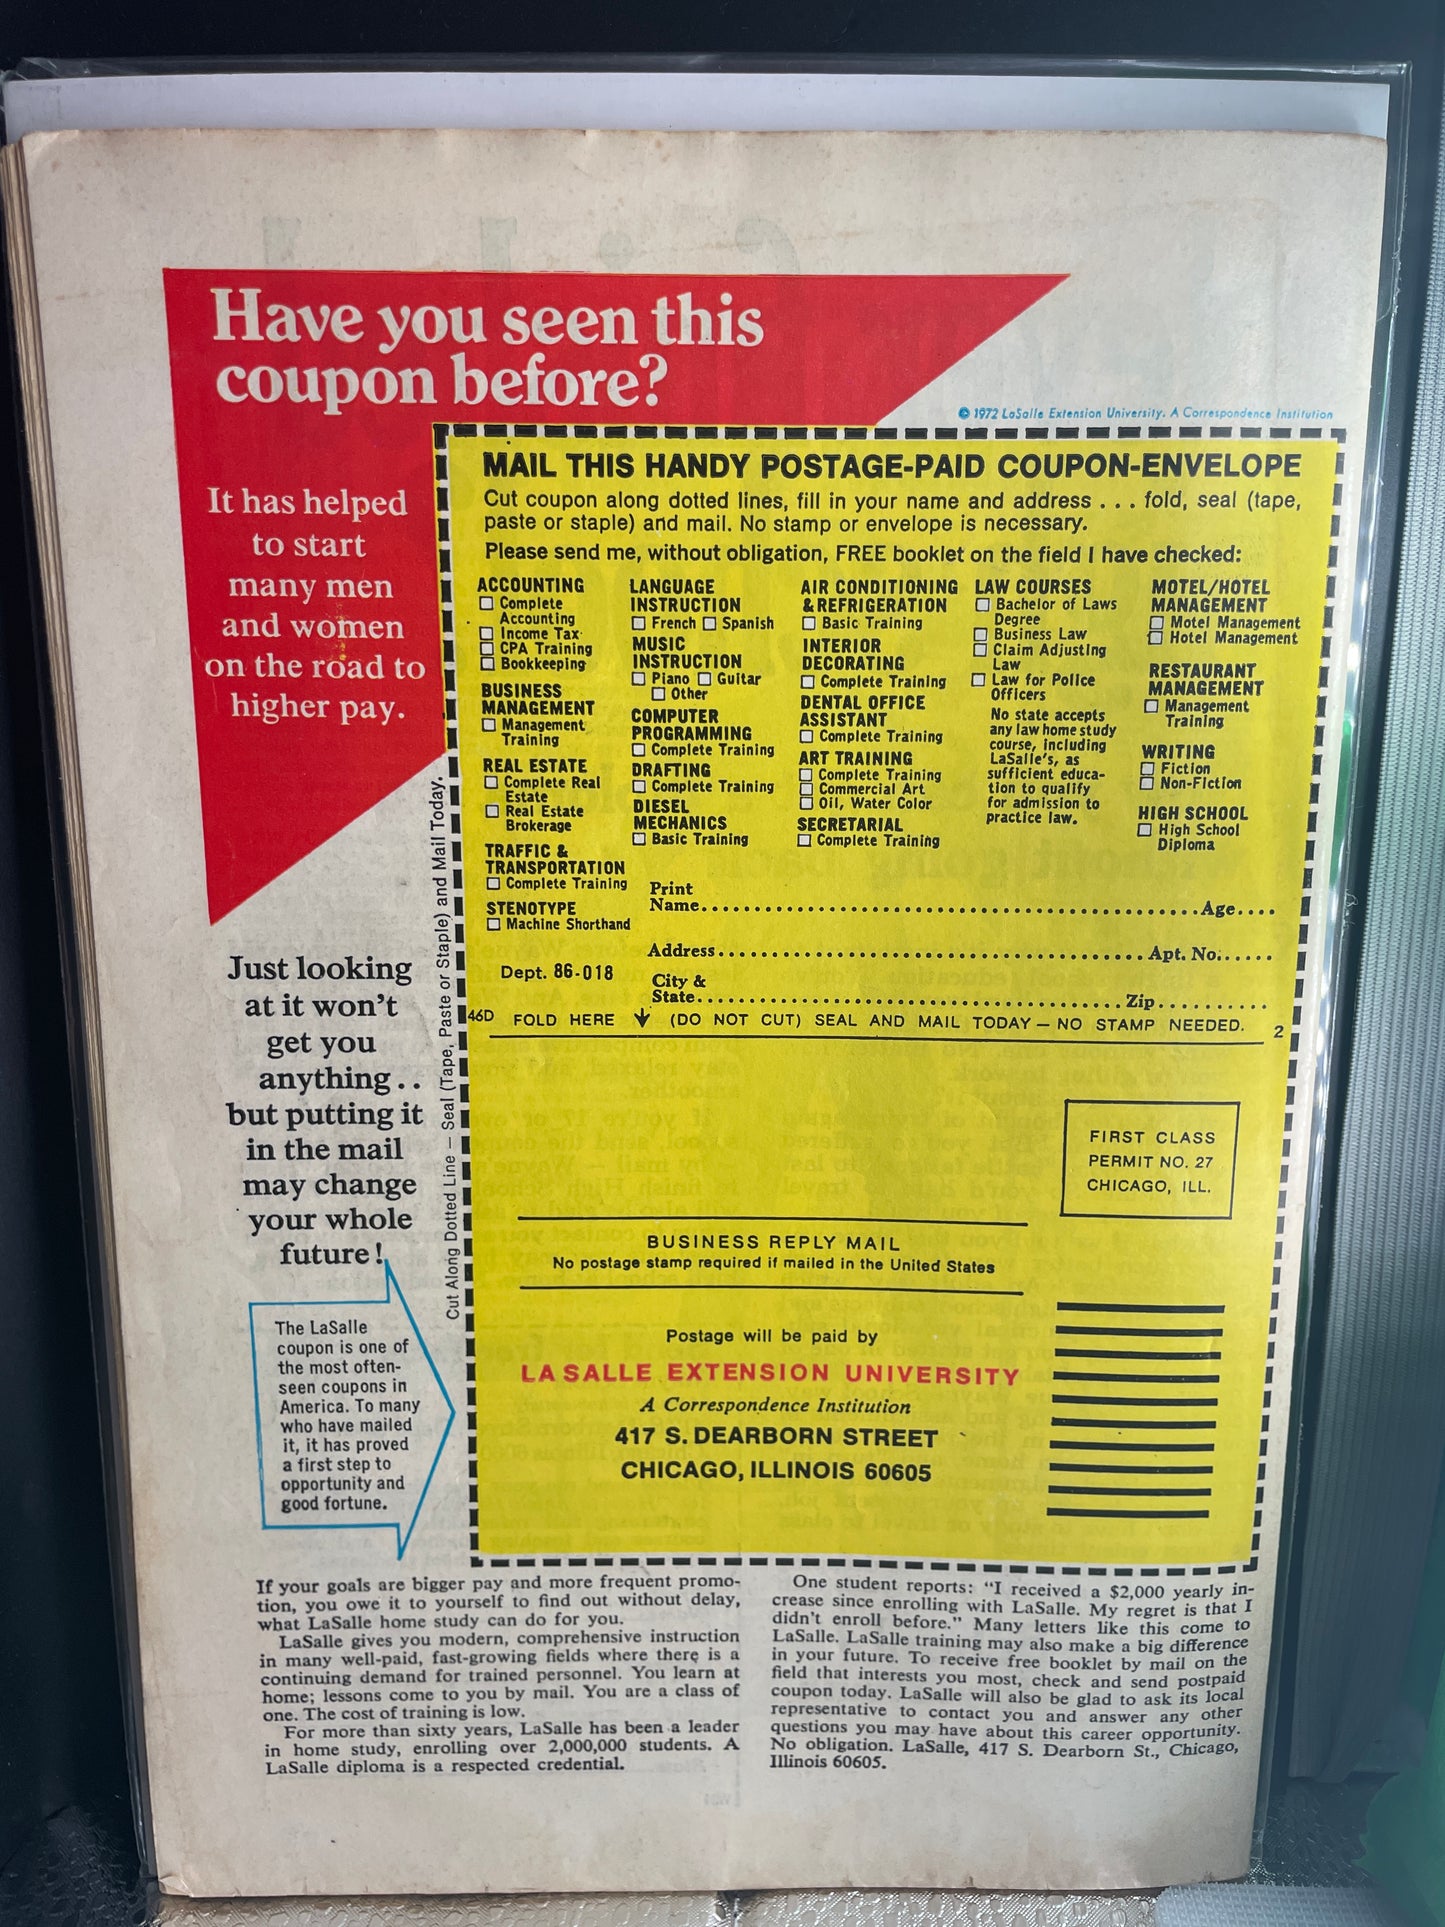 Have you seen this
coupon before?
It has helped
to start
many men
and women
on the road to
higher pay.
Just looking
at it won't
get you
anything . .
but putting it
in the mail
may change
your whole
future!
The LaSalle
coupon is one of
the most often-
seen coupons in
America. To many
who have mailed
it, it has proved
a first step to
opportunity and
good fortune.
© 1972 LaSalle Extension University. A Correspondence Institution
Cut Along Dotted Line — Seal (Tape, Paste or Staple) and Mail Today.
MAIL THIS HANDY POSTAGE-PAID COUPON-ENVELOPE
Cut coupon along dotted lines, fill in your name and address . . . fold, seal (tape,
paste or staple) and mail. No stamp or envelope is necessary.
Please send me, without obligation, FREE booklet on the field I have checked:
ACCOUNTING
☐ Complete
Accounting
☐ Income Tax
☐ CPA Training
☐ Bookkeeping
BUSINESS
MANAGEMENT
☐ Management
Training
REAL ESTATE
☐ Complete Real
Estate
☐ Real Estate
Brokerage
TRAFFIC &
TRANSPORTATION
☐ Complete Training
STENOTYPE
☐ Machine Shorthand
LANGUAGE
INSTRUCTION
☐ French ☐ Spanish
MUSIC
INSTRUCTION
☐ Piano ☐ Guitar
☐ Other
COMPUTER
PROGRAMMING
☐ Complete Training
DRAFTING
☐ Complete Training
DIESEL
MECHANICS
☐ Basic Training
AIR CONDITIONING
& REFRIGERATION
☐ Basic Training
INTERIOR
DECORATING
☐ Complete Training
DENTAL OFFICE
ASSISTANT
☐ Complete Training
ART TRAINING
☐ Complete Training
☐ Commercial Art
☐ Oil, Water Color
SECRETARIAL
☐ Complete Training
LAW COURSES
☐ Bachelor of Laws
Degree
☐ Business Law
☐ Claim Adjusting
Law
☐ Law for Police
Officers
No state accepts
any law home study
course, including
LaSalle's, as
sufficient educa-
tion to qualify
for admission to
practice law.
MOTEL/HOTEL
MANAGEMENT
☐ Motel Management
☐ Hotel Management
RESTAURANT
MANAGEMENT
☐ Management
Training
WRITING
☐ Fiction
☐ Non-Fiction
HIGH SCHOOL
☐ High School
Diploma
Print
Name........................................Age....
Address........................................Apt. No......
Dept. 86-018
City &
State........................................Zip..........
46D FOLD HERE ↓ (DO NOT CUT) SEAL AND MAIL TODAY — NO STAMP NEEDED. 2
FIRST CLASS
PERMIT NO. 27
CHICAGO, ILL.
BUSINESS REPLY MAIL
No postage stamp required if mailed in the United States
Postage will be paid by
LA SALLE EXTENSION UNIVERSITY
A Correspondence Institution
417 S. DEARBORN STREET
CHICAGO, ILLINOIS 60605
If your goals are bigger pay and more frequent promo-
tion, you owe it to yourself to find out without delay,
what LaSalle home study can do for you.
LaSalle gives you modern, comprehensive instruction
in many well-paid, fast-growing fields where there is a
continuing demand for trained personnel. You learn at
home; lessons come to you by mail. You are a class of
one. The cost of training is low.
For more than sixty years, LaSalle has been a leader
in home study, enrolling over 2,000,000 students. A
LaSalle diploma is a respected credential.
One student reports: "I received a $2,000 yearly in-
crease since enrolling with LaSalle. My regret is that I
didn't enroll before." Many letters like this come to
LaSalle. LaSalle training may also make a big difference
in your future. To receive free booklet by mail on the
field that interests you most, check and send postpaid
coupon today. LaSalle will also be glad to ask its local
representative to contact you and answer any other
questions you may have about this career opportunity.
No obligation. LaSalle, 417 S. Dearborn St., Chicago,
Illinois 60605.